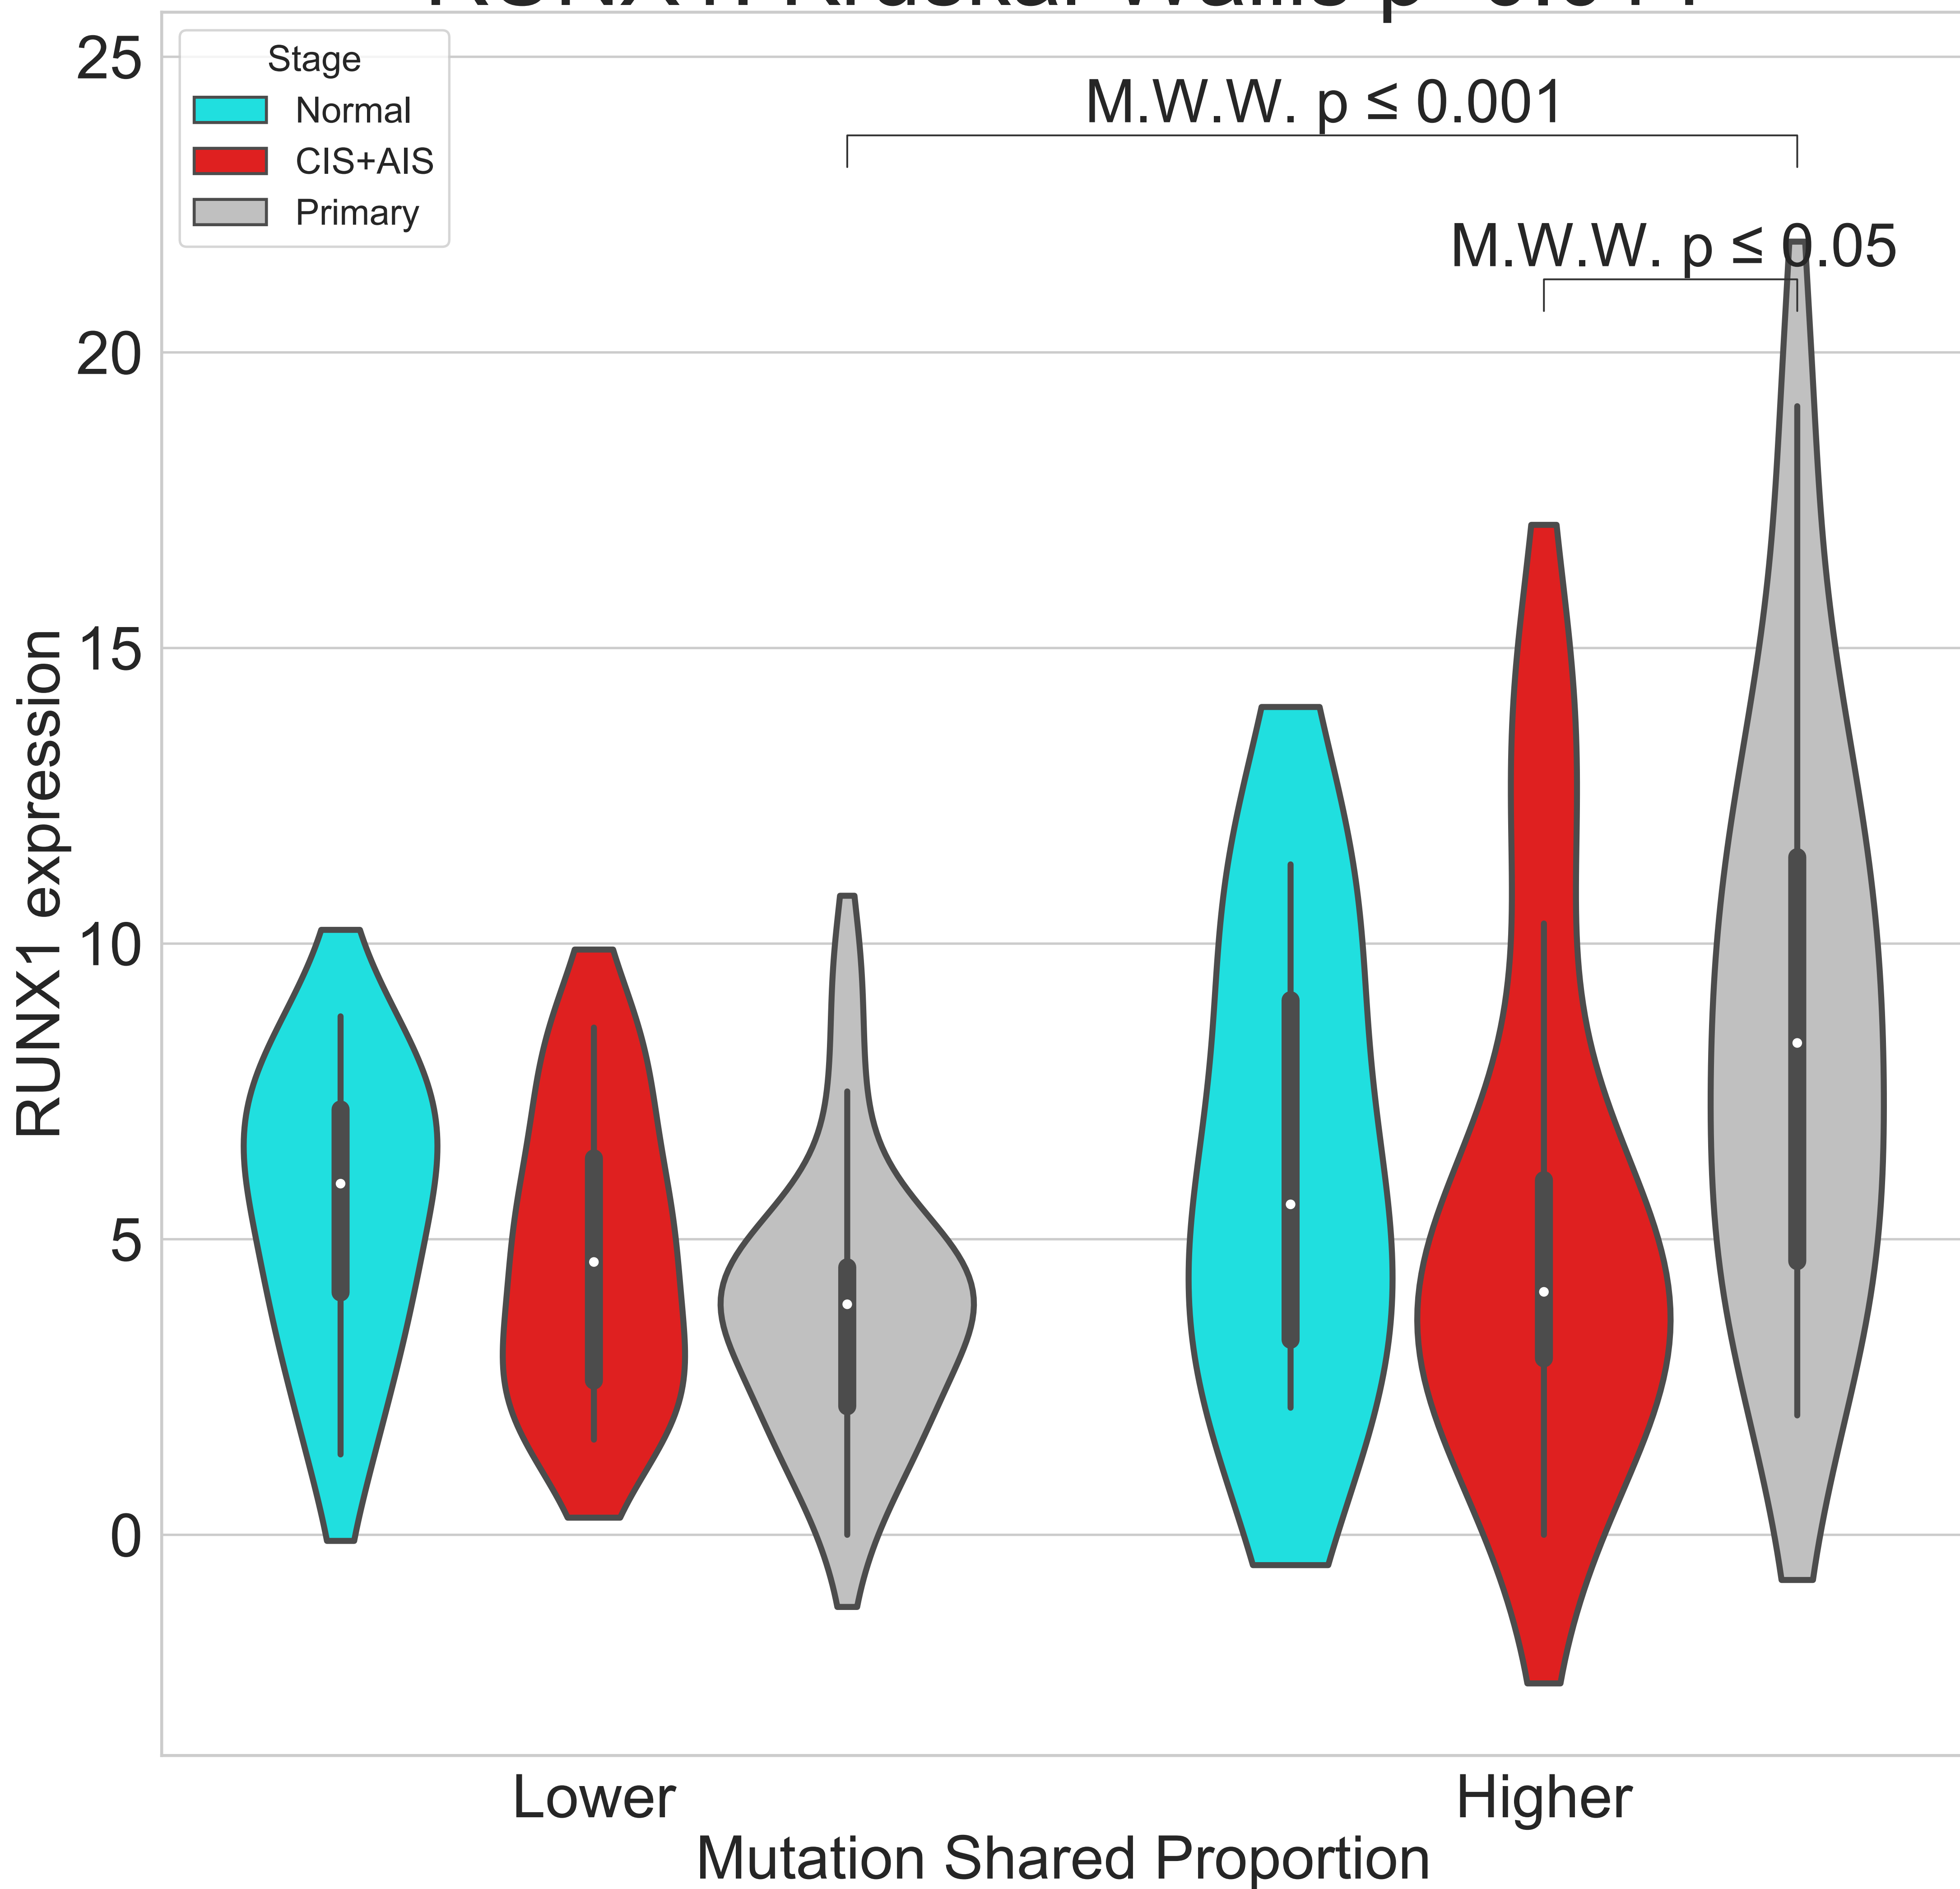 25
Stage
Normal
CIS+AIS
Primary
M.W.W. p ≤ 0.001
M.W.W. p ≤ 0.05
20
15
10
5
0
RUNX1 expression
Lower
Higher
Mutation Shared Proportion